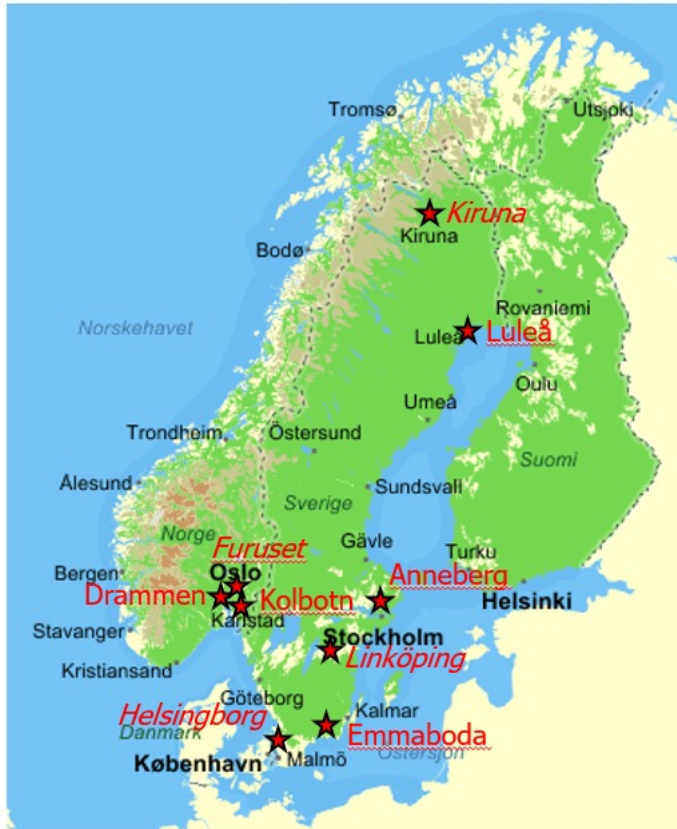 Tromsø
Utsjoki
Kiruna
Kiruna
Bodø
Rovaniemi
Norskehavet
Luleå
Luleå
Oulu
Umeå
Trondheim
Östersund
Suomi
Ålesund
Sverige
Sundsvall
Norge
Gävle
Furuset
Turku
Bergen
Oslo
Anneberg
Drammen
Kolbotn
Helsinki
Karlstad
Stavanger
Stockholm
Linköping
Kristiansand
Göteborg
Helsingborg
Kalmar
Danmark
Emmaboda
Östersjön
København
Malmö